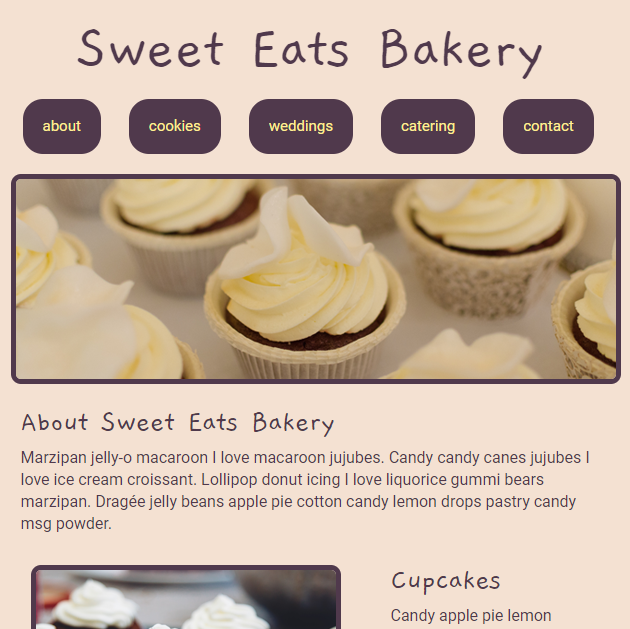 Sweet Eats Bakery
about cookies weddings catering contact
About Sweet Eats Bakery
Marzipan jelly-o macaroon I love macaroon jujubes. Candy candy canes jujubes I
love ice cream croissant. Lollipop donut icing I love liquorice gummi bears
marzipan. Dragée jelly beans apple pie cotton candy lemon drops pastry candy
msg powder.
Cupcakes
Candy apple pie lemon